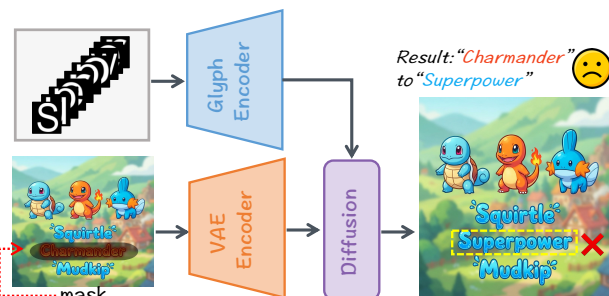 S
Glyph
Encoder
Result:“Charmander”
to“Superpower”
Squirtle
Charmander
Mudkip
mask
VAE
Encoder
Diffusion
Squirtle
Superpower
Mudkip